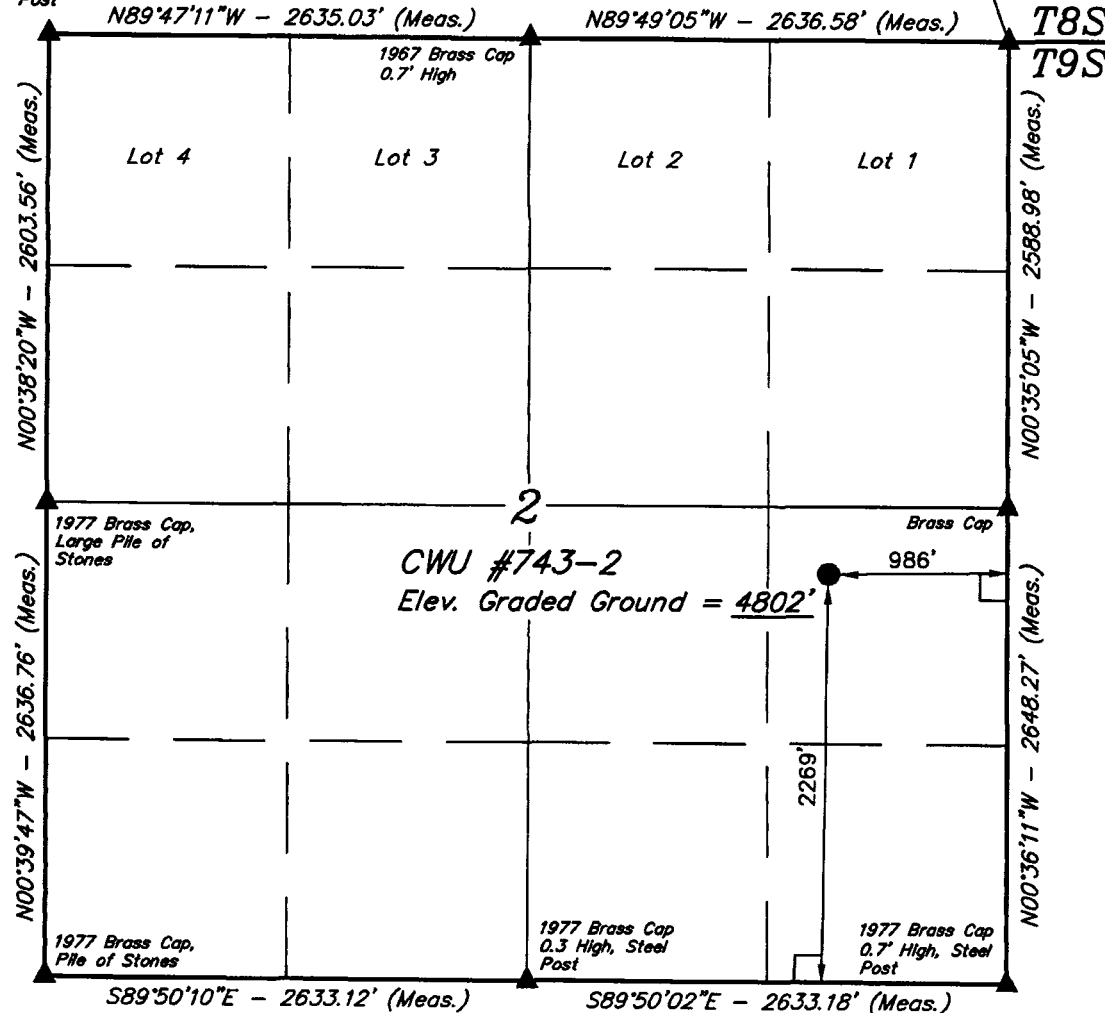 Post
N89°47'11"W - 2635.03' (Meas.)
N89°49'05"W - 2636.58' (Meas.)
T8S
T9S
1967 Brass Cap
0.7' High
Lot 4
Lot 3
Lot 2
Lot 1
N00°38'20"W - 2603.56' (Meas.)
N00°35'05"W - 2588.98' (Meas.)
1977 Brass Cap,
Large Pile of
Stones
2
Brass Cap
CWU #743-2
Elev. Graded Ground = 4802'
986'
2269'
N00°39'47"W - 2636.76' (Meas.)
N00°36'11"W - 2648.27' (Meas.)
1977 Brass Cap,
Pile of Stones
1977 Brass Cap
0.3 High, Steel
Post
1977 Brass Cap
0.7' High, Steel
Post
S89°50'10"E - 2633.12' (Meas.)
S89°50'02"E - 2633.18' (Meas.)